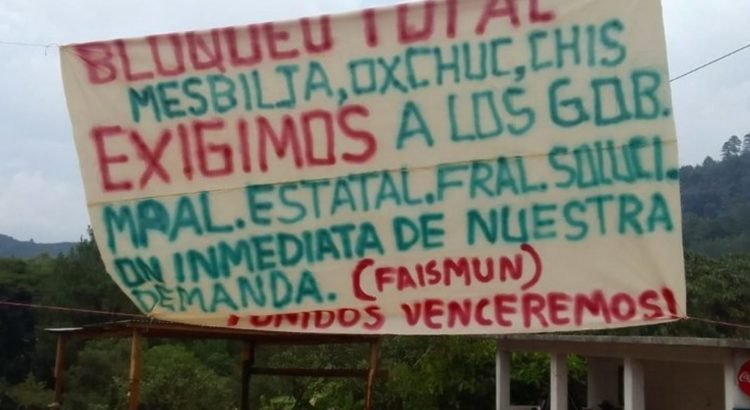 BLOQUEO TOTAL
MESBILJA, OXCHUC, CHIS
EXIGIMOS A LOS GOB.
MPAL. ESTATAL. FRAL. SOLUCI-
ON INMEDIATA DE NUESTRA
DEMANDA. (FAISMUN)
¡UNIDOS VENCEREMOS!